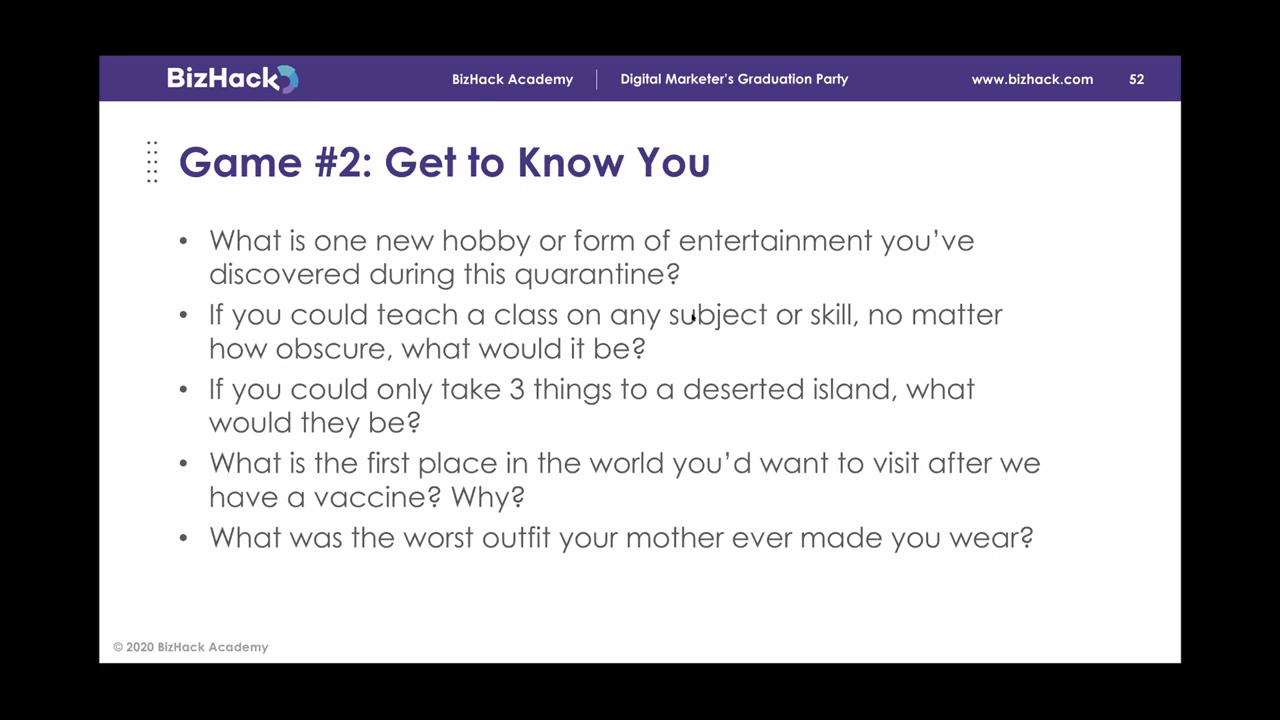 BizHack
BizHack Academy
Digital Marketer's Graduation Party
www.bizhack.com
52
Game #2: Get to Know You
• What is one new hobby or form of entertainment you've
discovered during this quarantine?
• If you could teach a class on any subject or skill, no matter
how obscure, what would it be?
• If you could only take 3 things to a deserted island, what
would they be?
• What is the first place in the world you'd want to visit after we
have a vaccine? Why?
• What was the worst outfit your mother ever made you wear?
© 2020 BizHack Academy